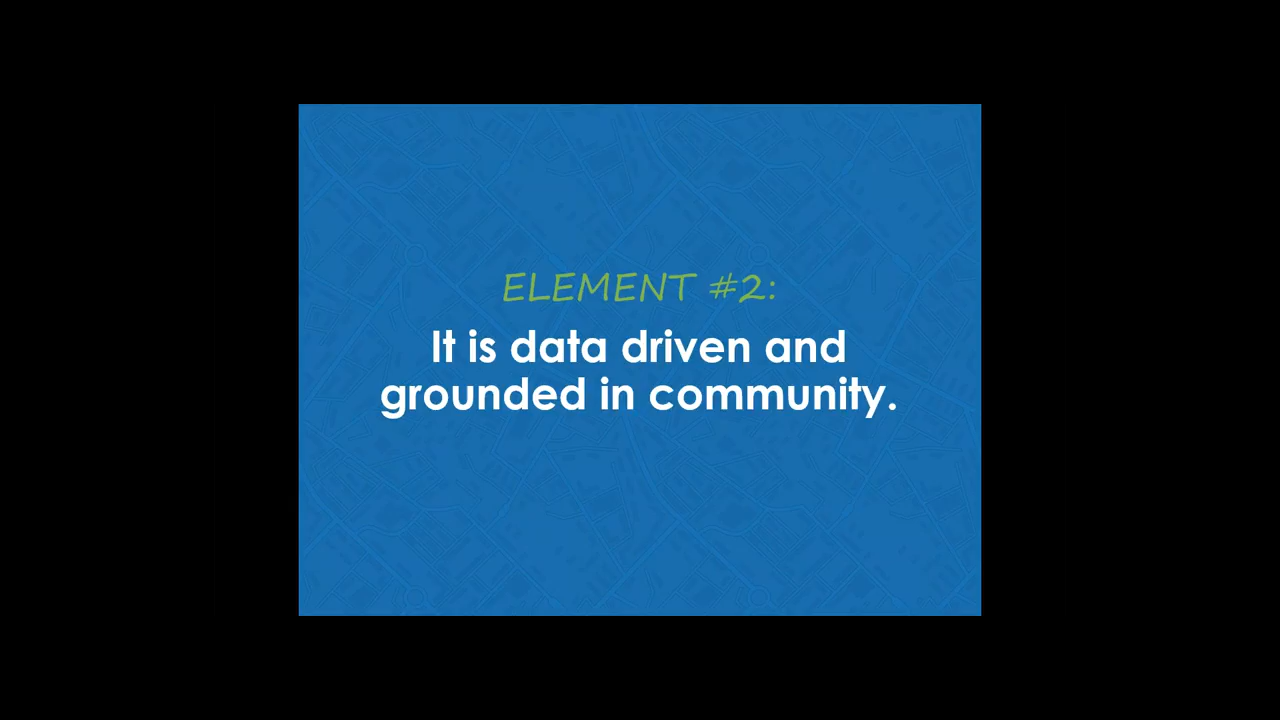 ELEMENT #2:
It is data driven and
grounded in community.